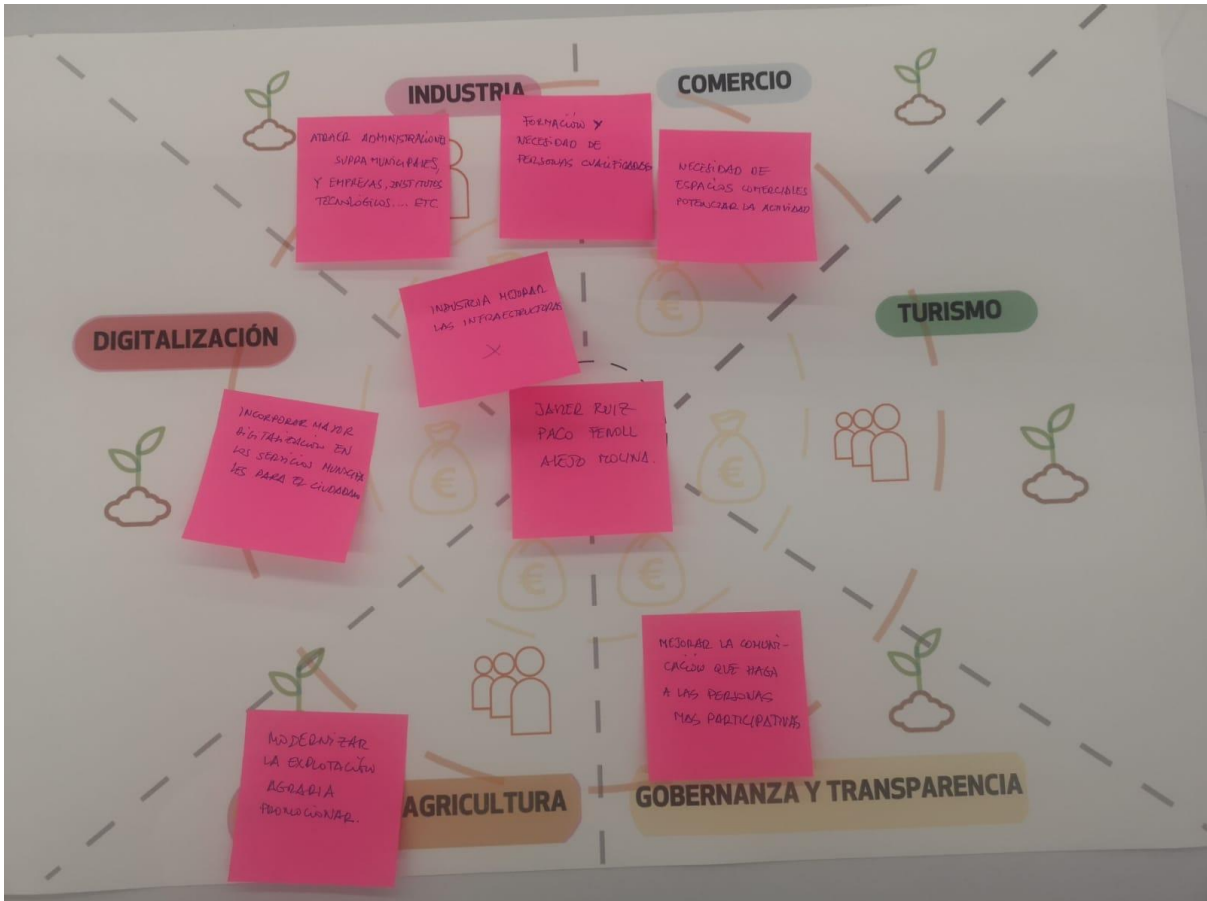 INDUSTRIA
COMERCIO
ATRAER ADMINISTRACIONES
SUPRAMUNICIPALES,
Y EMPRESAS, INSTITUTOS
TECNOLÓGICOS... ETC
FORMACIÓN Y
NECESIDAD DE
PERSONAS CUALIFICADAS
NECESIDAD DE
ESPACIOS COMERCIBLES
POTENCIAR LA ACTIVIDAD
INDUSTRIA MEJORAR
LAS INFRAESTRUCTURAS
X
TURISMO
DIGITALIZACIÓN
INCORPORAR MAYOR
DIGITALIZACIÓN EN
LOS SERVICIOS MUNICIPA
LES PARA EL CIUDADANO
JAVIER RUIZ
PACO PENOLL
ALEJO MOLINA.
MEJORAR LA COMUNI-
CACIÓN QUE HAGA
A LAS PERSONAS
MAS PARTICIPATIVAS
MODERNIZAR
LA EXPLOTACIÓN
AGRARIA
PROMOCIONAR.
AGRICULTURA
GOBERNANZA Y TRANSPARENCIA
€
€
€
€
€